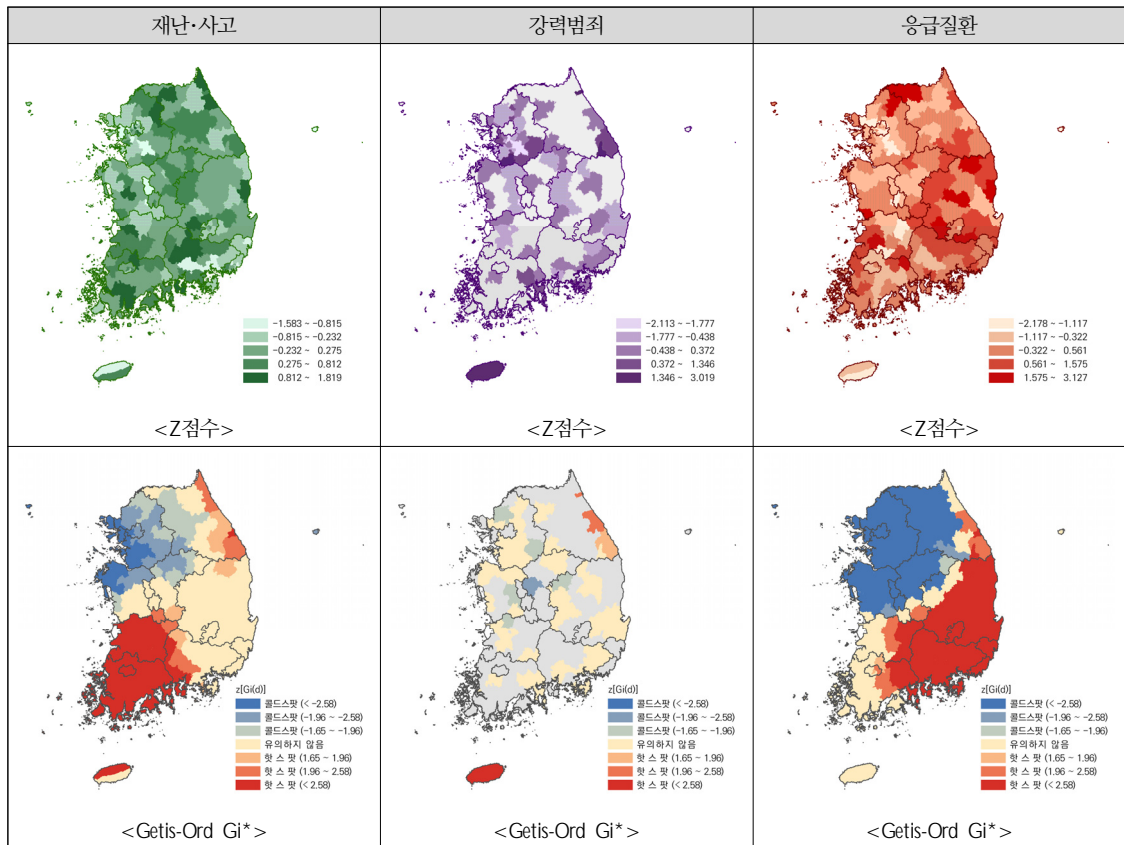 재난·사고
강력범죄
응급질환
-1.583 ~ -0.815
-0.815 ~ -0.232
-0.232 ~ 0.275
0.275 ~ 0.812
0.812 ~ 1.819
<Z점수>
-2.113 ~ -1.777
-1.777 ~ -0.438
-0.438 ~ 0.372
0.372 ~ 1.346
1.346 ~ 3.019
<Z점수>
-2.178 ~ -1.117
-1.117 ~ -0.322
-0.322 ~ 0.561
0.561 ~ 1.575
1.575 ~ 3.127
<Z점수>
z[Gi(d)]
콜드스팟 (< -2.58)
콜드스팟 (-1.96 ~ -2.58)
콜드스팟 (-1.65 ~ -1.96)
유의하지 않음
핫 스 팟 (1.65 ~ 1.96)
핫 스 팟 (1.96 ~ 2.58)
핫 스 팟 (< 2.58)
<Getis-Ord Gi*>
z[Gi(d)]
콜드스팟 (< -2.58)
콜드스팟 (-1.96 ~ -2.58)
콜드스팟 (-1.65 ~ -1.96)
유의하지 않음
핫 스 팟 (1.65 ~ 1.96)
핫 스 팟 (1.96 ~ 2.58)
핫 스 팟 (< 2.58)
<Getis-Ord Gi*>
z[Gi(d)]
콜드스팟 (< -2.58)
콜드스팟 (-1.96 ~ -2.58)
콜드스팟 (-1.65 ~ -1.96)
유의하지 않음
핫 스 팟 (1.65 ~ 1.96)
핫 스 팟 (1.96 ~ 2.58)
핫 스 팟 (< 2.58)
<Getis-Ord Gi*>